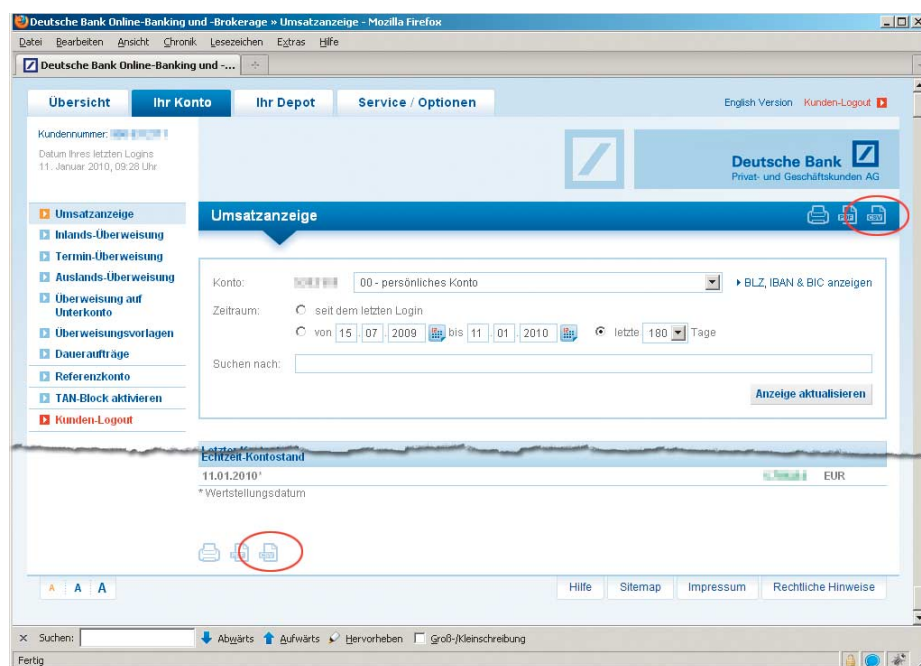 Deutsche Bank Online-Banking und -Brokerage » Umsatzanzeige - Mozilla Firefox
Datei Bearbeiten Ansicht Chronik Lesezeichen Extras Hilfe
Deutsche Bank Online-Banking und -...
Übersicht Ihr Konto Ihr Depot Service / Optionen English Version Kunden-Logout
Kundennummer:
Datum Ihres letzten Logins
11. Januar 2010, 09:28 Uhr
Deutsche Bank
Privat- und Geschäftskunden AG
Umsatzanzeige
Inlands-Überweisung
Termin-Überweisung
Auslands-Überweisung
Überweisung auf
Unterkonto
Überweisungsvorlagen
Daueraufträge
Referenzkonto
TAN-Block aktivieren
Kunden-Logout
Umsatzanzeige PDF CSV
Konto: 00 - persönliches Konto BLZ, IBAN & BIC anzeigen
Zeitraum: seit dem letzten Login
von 15 . 07 . 2009 bis 11 . 01 . 2010 letzte 180 Tage
Suchen nach:
Anzeige aktualisieren
Echtzeit-Kontostand
11.01.2010* EUR
* Wertstellungsdatum
A A A Hilfe Sitemap Impressum Rechtliche Hinweise
Suchen: Abwärts Aufwärts Hervorheben Groß-/Kleinschreibung
Fertig